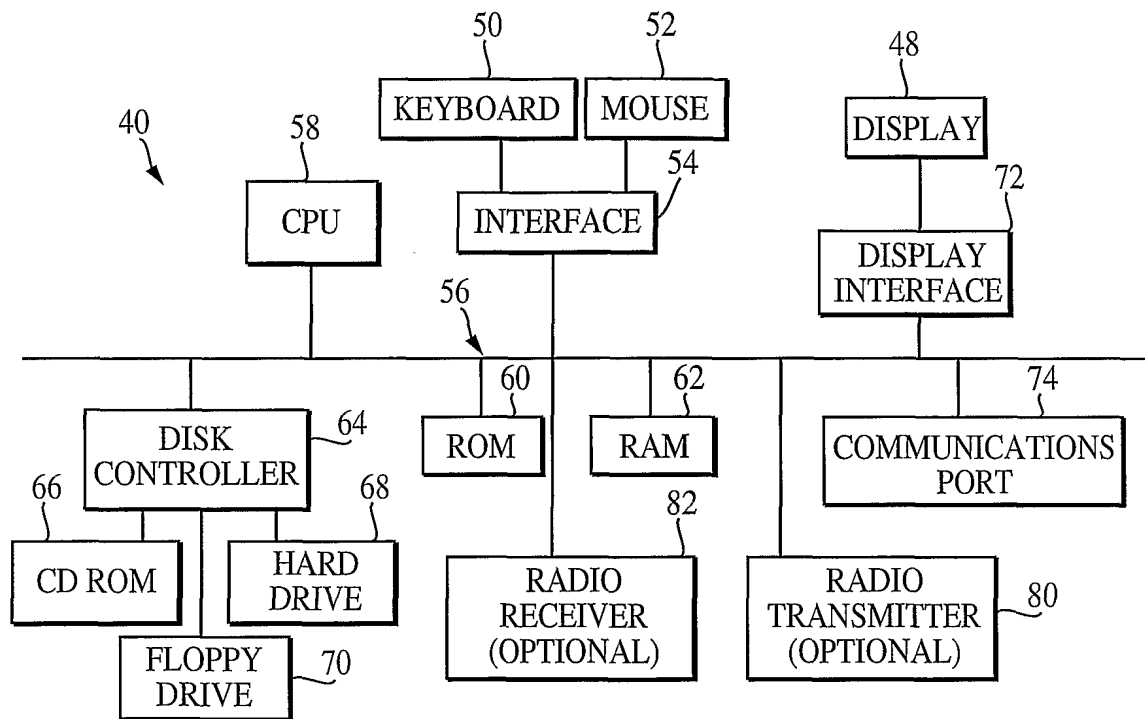 50
52
48
KEYBOARD
MOUSE
DISPLAY
40
58
54
72
CPU
INTERFACE
DISPLAY
INTERFACE
56
60
62
74
DISK
CONTROLLER
64
ROM
RAM
COMMUNICATIONS
PORT
66
68
82
CD ROM
HARD
DRIVE
RADIO
RECEIVER
(OPTIONAL)
RADIO
TRANSMITTER
(OPTIONAL)
80
FLOPPY
DRIVE
70